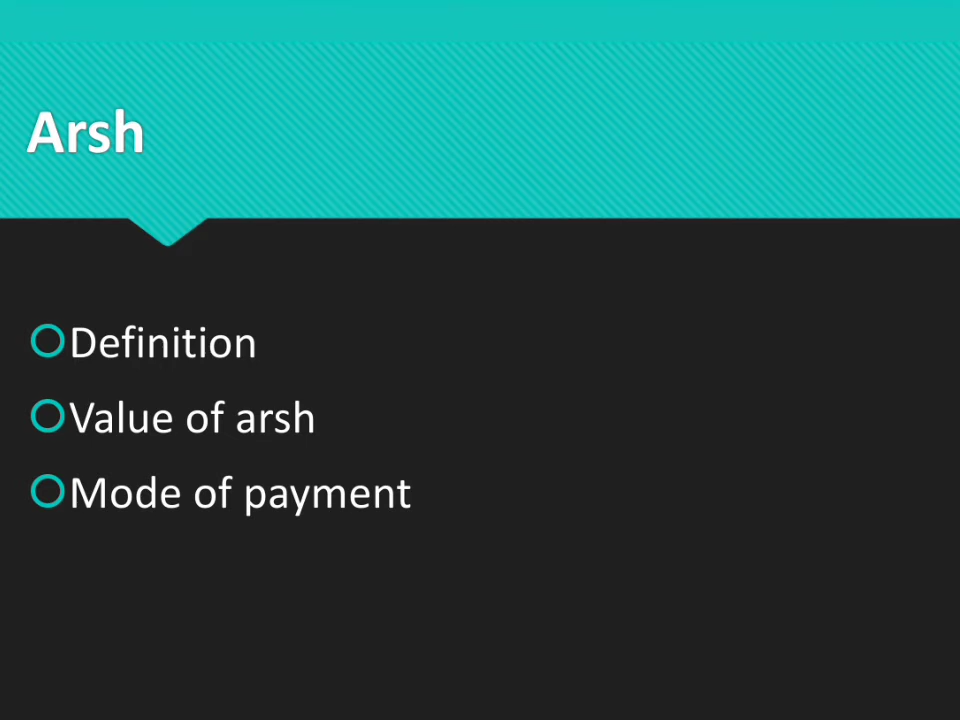 Arsh
Definition
Value of arsh
Mode of payment